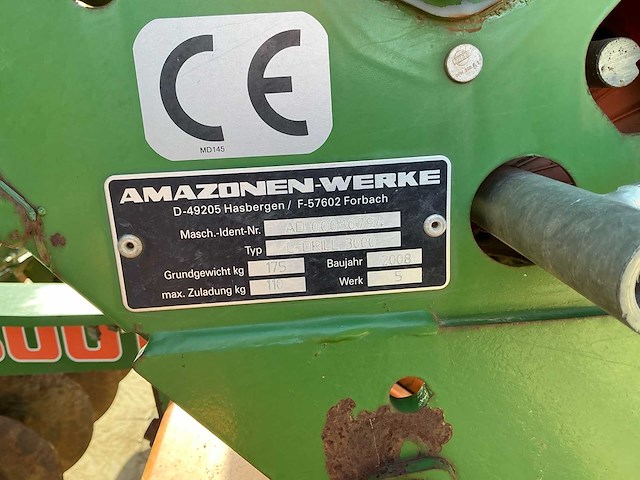 CE
MD145
AMAZONEN-WERKE
D-49205 Hasbergen / F-57602 Forbach
Masch.-Ident-Nr.
Typ
Grundgewicht kg 175 Baujahr 2008
max. Zuladung kg 110 Werk 5